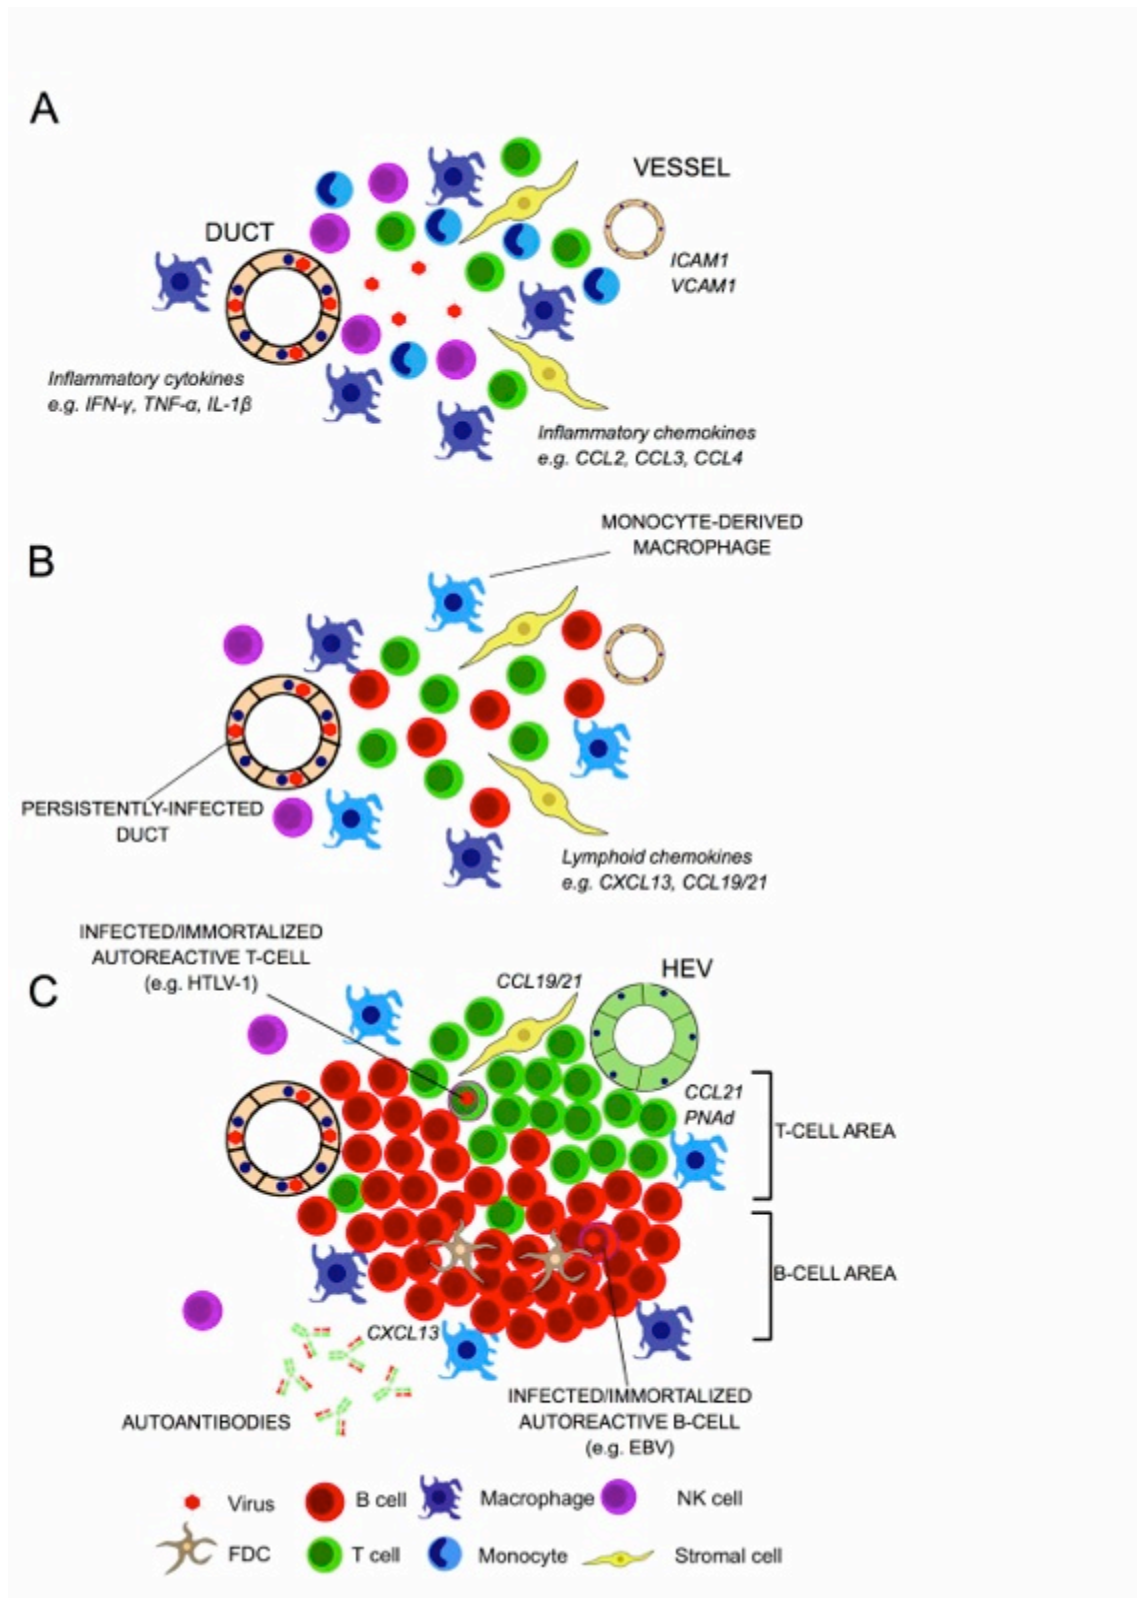 A
VESSEL
DUCT
ICAM1
VCAM1
Inflammatory cytokines
e.g. IFN-γ, TNF-α, IL-1β
Inflammatory chemokines
e.g. CCL2, CCL3, CCL4
MONOCYTE-DERIVED
MACROPHAGE
B
PERSISTENTLY-INFECTED
DUCT
Lymphoid chemokines
e.g. CXCL13, CCL19/21
INFECTED/IMMORTALIZED
AUTOREACTIVE T-CELL
(e.g. HTLV-1)
C
CCL19/21
HEV
CCL21
PNAd
T-CELL AREA
B-CELL AREA
CXCL13
AUTOANTIBODIES
INFECTED/IMMORTALIZED
AUTOREACTIVE B-CELL
(e.g. EBV)
Virus B cell Macrophage NK cell
FDC T cell Monocyte Stromal cell